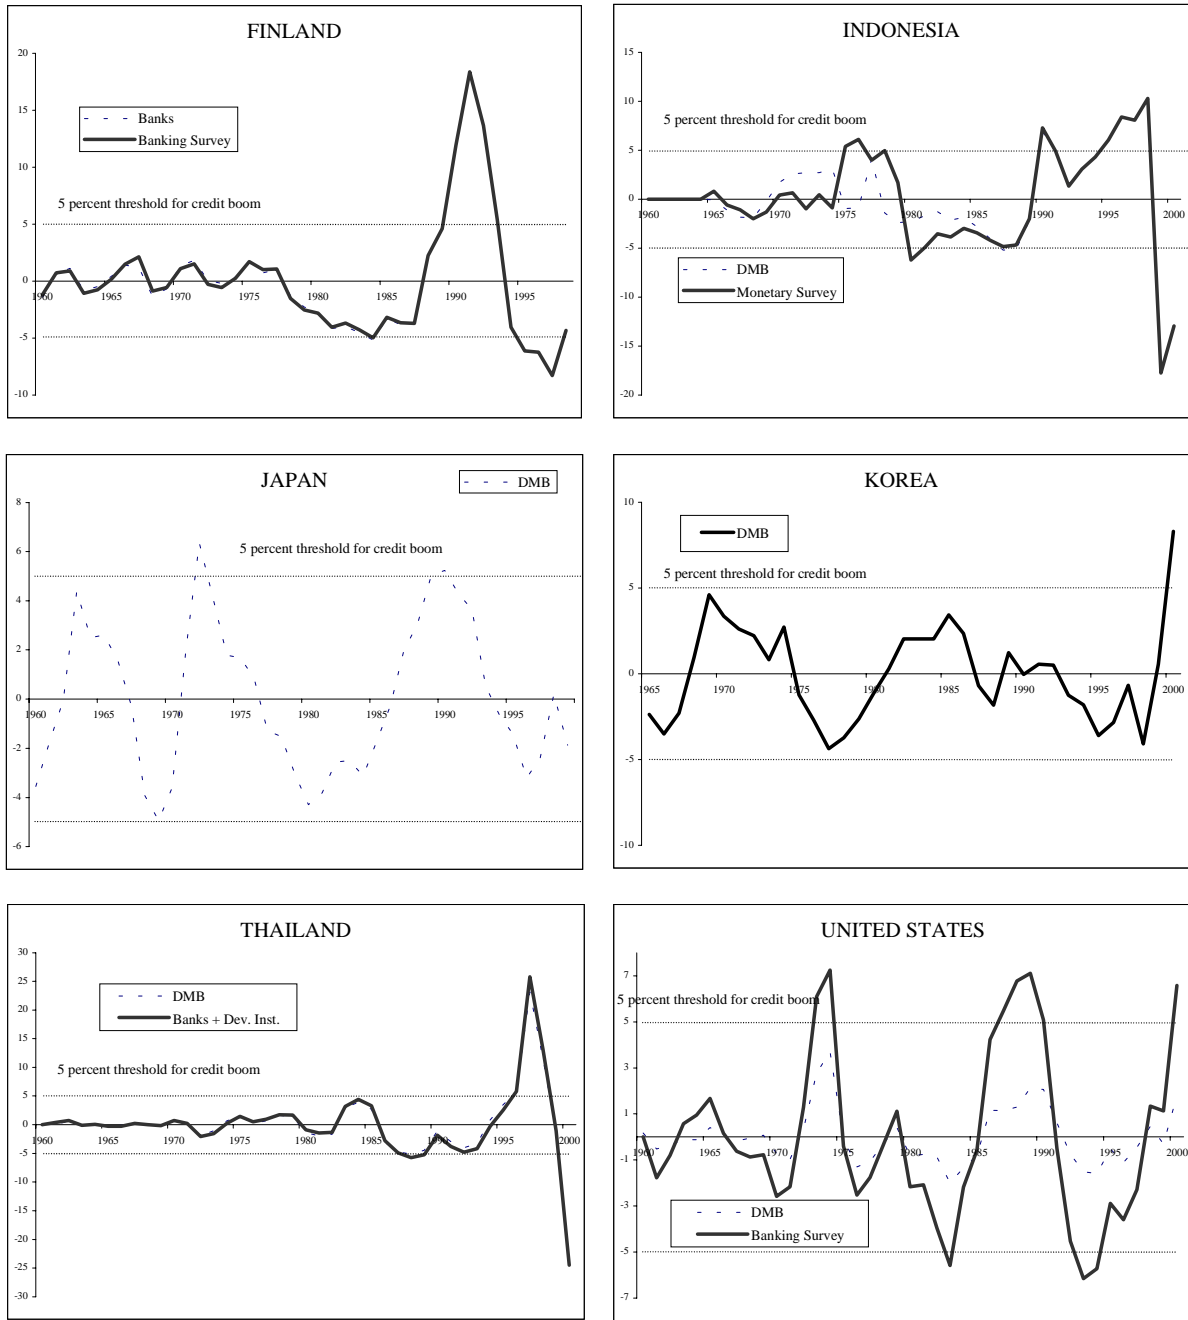 FINLAND
20
15
10
5
0
-5
-10
Banks
Banking Survey
5 percent threshold for credit boom
1960 1965 1970 1975 1980 1985 1990 1995
INDONESIA
15
10
5
0
-5
-10
-15
-20
5 percent threshold for credit boom
1960 1965 1970 1975 1980 1985 1990 1995 2000
DMB
Monetary Survey
JAPAN
DMB
8
6
4
2
0
-2
-4
-6
5 percent threshold for credit boom
1960 1965 1970 1975 1980 1985 1990 1995
KOREA
10
5
0
-5
-10
DMB
5 percent threshold for credit boom
1965 1970 1975 1980 1985 1990 1995 2000
THAILAND
30
25
20
15
10
5
0
-5
-10
-15
-20
-25
-30
DMB
Banks + Dev. Inst.
5 percent threshold for credit boom
1960 1965 1970 1975 1980 1985 1990 1995 2000
UNITED STATES
7
5
3
1
-1
-3
-5
-7
5 percent threshold for credit boom
1960 1965 1970 1975 1980 1985 1990 1995 2000
DMB
Banking Survey